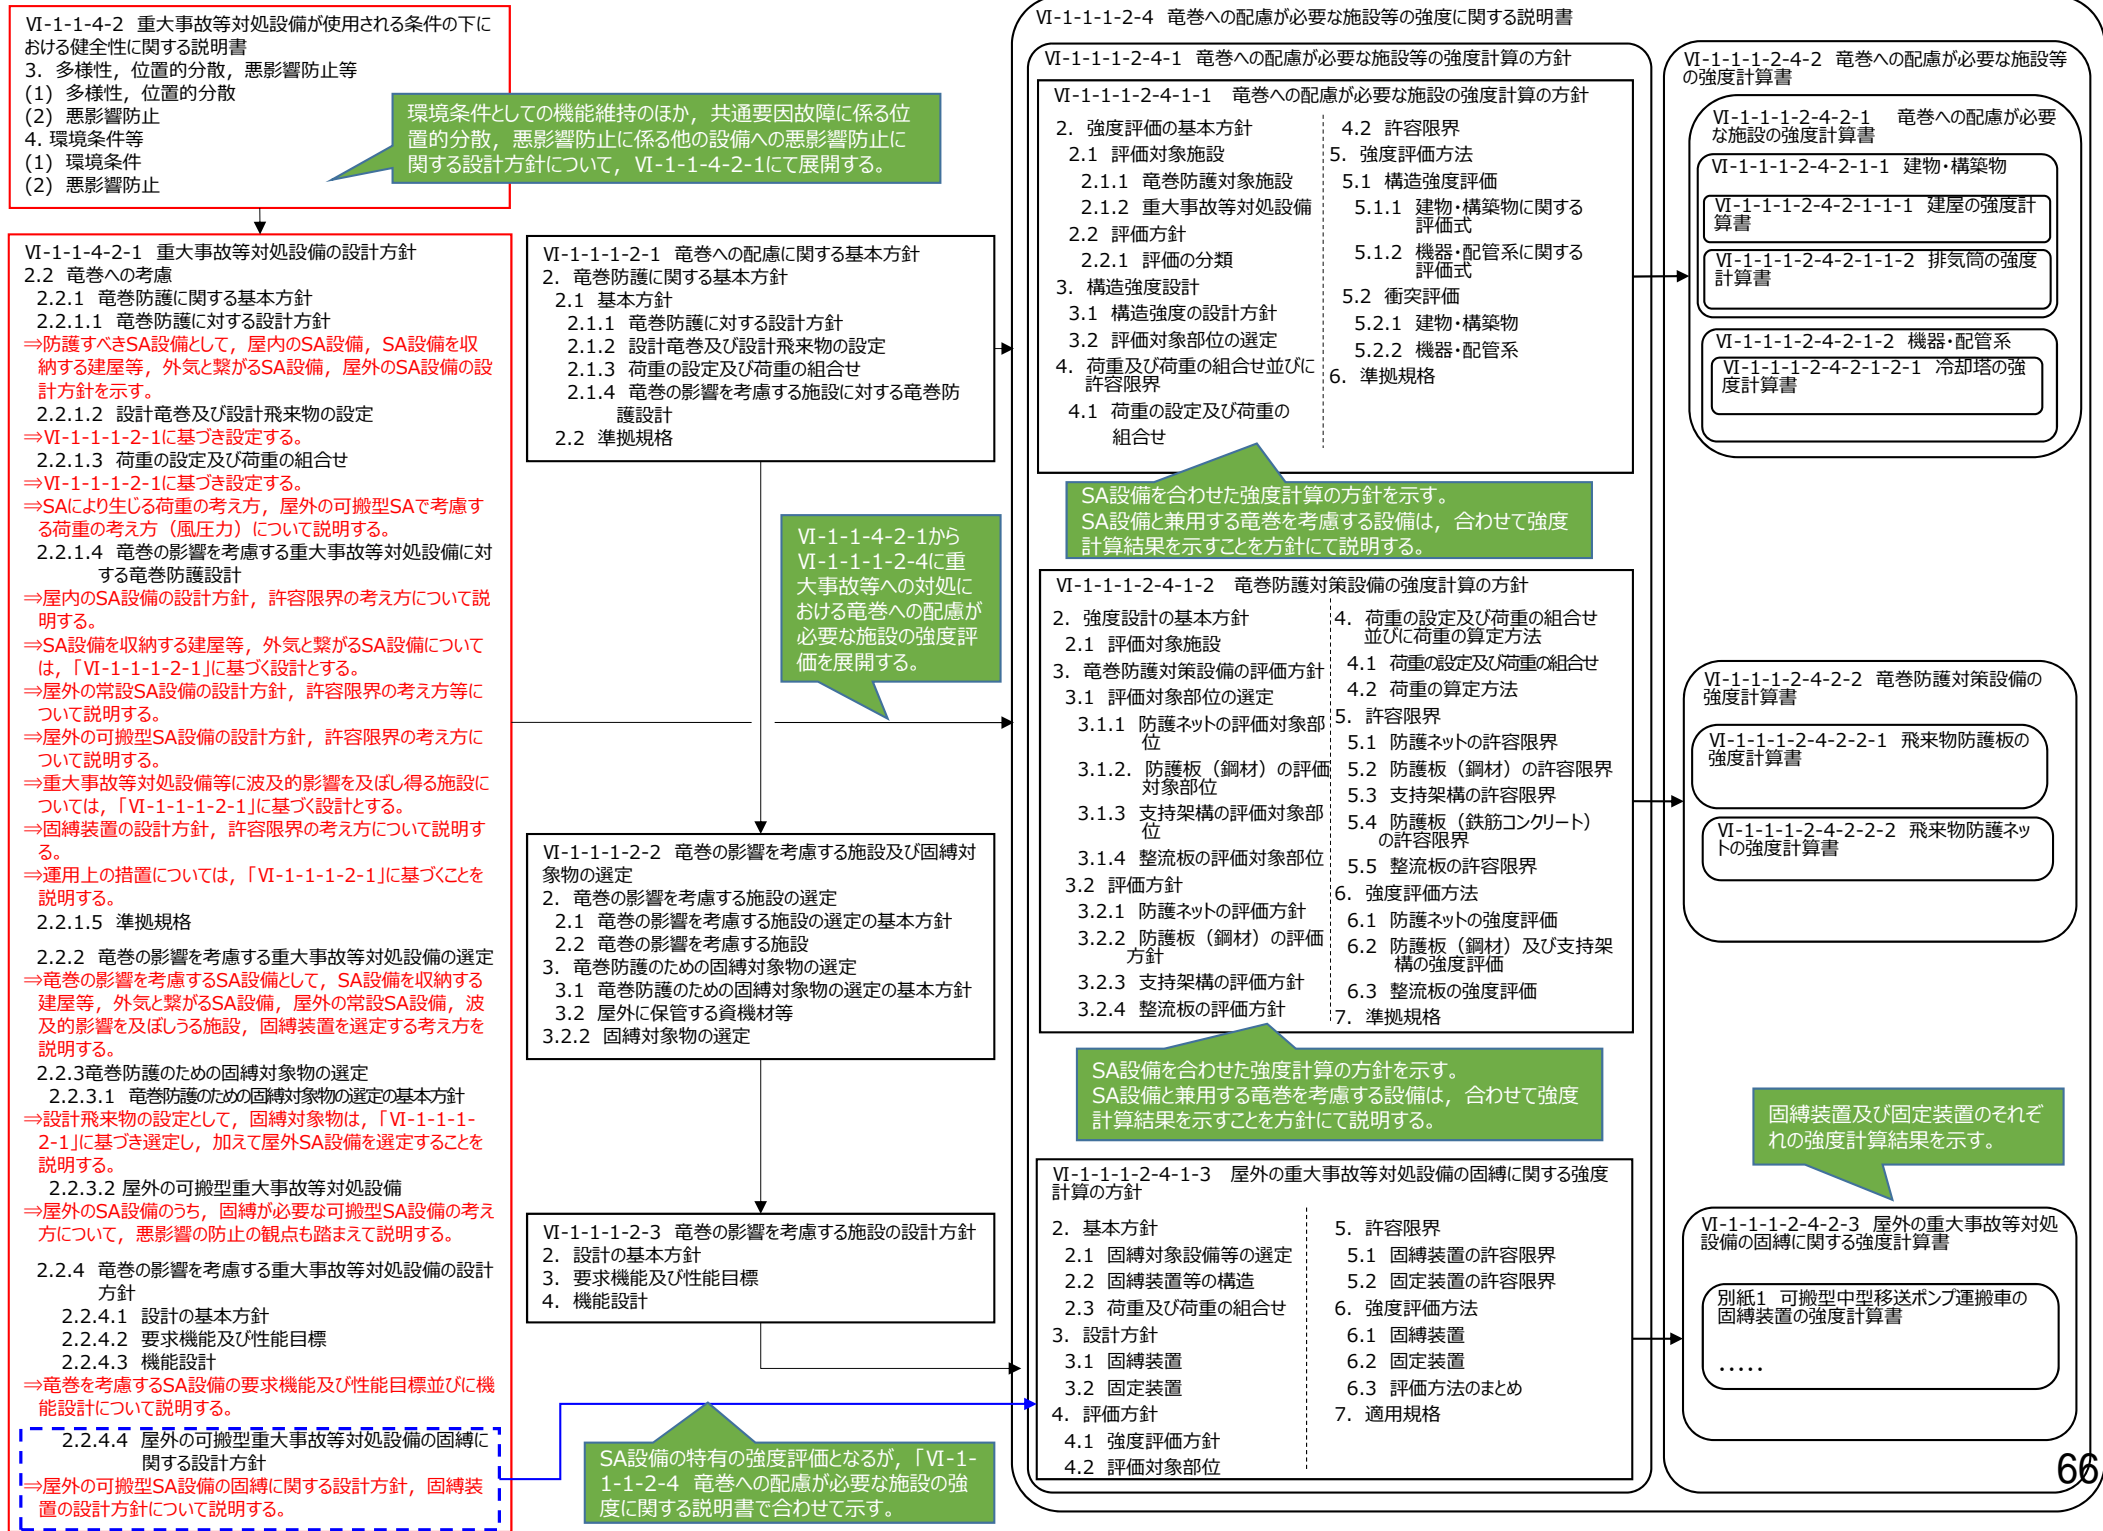 Ⅵ-1-1-4-2 重大事故等対処設備が使用される条件の下に
おける健全性に関する説明書
3. 多様性，位置的分散，悪影響防止等
(1) 多様性，位置的分散
(2) 悪影響防止
4. 環境条件等
(1) 環境条件
(2) 悪影響防止
環境条件としての機能維持のほか，共通要因故障に係る位
置的分散，悪影響防止に係る他の設備への悪影響防止に
関する設計方針について，Ⅵ-1-1-4-2-1にて展開する。
Ⅵ-1-1-4-2-1 重大事故等対処設備の設計方針
2.2 竜巻への考慮
2.2.1 竜巻防護に関する基本方針
2.2.1.1 竜巻防護に対する設計方針
⇒防護すべきSA設備として，屋内のSA設備，SA設備を収
納する建屋等，外気と繋がるSA設備，屋外のSA設備の設
計方針を示す。
2.2.1.2 設計竜巻及び設計飛来物の設定
⇒Ⅵ-1-1-1-2-1に基づき設定する。
2.2.1.3 荷重の設定及び荷重の組合せ
⇒Ⅵ-1-1-1-2-1に基づき設定する。
⇒SAにより生じる荷重の考え方，屋外の可搬型SAで考慮す
る荷重の考え方（風圧力）について説明する。
2.2.1.4 竜巻の影響を考慮する重大事故等対処設備に対
する竜巻防護設計
⇒屋内のSA設備の設計方針，許容限界の考え方について説
明する。
⇒SA設備を収納する建屋等，外気と繋がるSA設備について
は，「Ⅵ-1-1-1-2-1」に基づく設計とする。
⇒屋外の常設SA設備の設計方針，許容限界の考え方等に
ついて説明する。
⇒屋外の可搬型SA設備の設計方針，許容限界の考え方に
ついて説明する。
⇒重大事故等対処設備等に波及的影響を及ぼし得る施設に
ついては，「Ⅵ-1-1-1-2-1」に基づく設計とする。
⇒固縛装置の設計方針，許容限界の考え方について説明す
る。
⇒運用上の措置については，「Ⅵ-1-1-1-2-1」に基づくことを
説明する。
2.2.1.5 準拠規格
2.2.2 竜巻の影響を考慮する重大事故等対処設備の選定
⇒竜巻の影響を考慮するSA設備として，SA設備を収納する
建屋等，外気と繋がるSA設備，屋外の常設SA設備，波
及的影響を及ぼしうる施設，固縛装置を選定する考え方を
説明する。
2.2.3竜巻防護のための固縛対象物の選定
2.2.3.1 竜巻防護のための固縛対象物の選定の基本方針
⇒設計飛来物の設定として，固縛対象物は，「Ⅵ-1-1-1-
2-1」に基づき選定し，加えて屋外SA設備を選定することを
説明する。
2.2.3.2 屋外の可搬型重大事故等対処設備
⇒屋外のSA設備のうち，固縛が必要な可搬型SA設備の考え
方について，悪影響の防止の観点も踏まえて説明する。
2.2.4 竜巻の影響を考慮する重大事故等対処設備の設計
方針
2.2.4.1 設計の基本方針
2.2.4.2 要求機能及び性能目標
2.2.4.3 機能設計
⇒竜巻を考慮するSA設備の要求機能及び性能目標並びに機
能設計について説明する。
2.2.4.4 屋外の可搬型重大事故等対処設備の固縛に
関する設計方針
⇒屋外の可搬型SA設備の固縛に関する設計方針，固縛装
置の設計方針について説明する。
Ⅵ-1-1-1-2-1 竜巻への配慮に関する基本方針
2. 竜巻防護に関する基本方針
2.1 基本方針
2.1.1 竜巻防護に対する設計方針
2.1.2 設計竜巻及び設計飛来物の設定
2.1.3 荷重の設定及び荷重の組合せ
2.1.4 竜巻の影響を考慮する施設に対する竜巻防
護設計
2.2 準拠規格
Ⅵ-1-1-4-2-1から
Ⅵ-1-1-1-2-4に重
大事故等への対処に
おける竜巻への配慮が
必要な施設の強度評
価を展開する。
Ⅵ-1-1-1-2-2 竜巻の影響を考慮する施設及び固縛対
象物の選定
2. 竜巻の影響を考慮する施設の選定
2.1 竜巻の影響を考慮する施設の選定の基本方針
2.2 竜巻の影響を考慮する施設
3. 竜巻防護のための固縛対象物の選定
3.1 竜巻防護のための固縛対象物の選定の基本方針
3.2 屋外に保管する資機材等
3.2.2 固縛対象物の選定
Ⅵ-1-1-1-2-3 竜巻の影響を考慮する施設の設計方針
2. 設計の基本方針
3. 要求機能及び性能目標
4. 機能設計
SA設備の特有の強度評価となるが，「Ⅵ-1-
1-1-2-4 竜巻への配慮が必要な施設の強
度に関する説明書で合わせて示す。
Ⅵ-1-1-1-2-4 竜巻への配慮が必要な施設等の強度に関する説明書
Ⅵ-1-1-1-2-4-1 竜巻への配慮が必要な施設等の強度計算の方針
Ⅵ-1-1-1-2-4-1-1 竜巻への配慮が必要な施設の強度計算の方針
2. 強度評価の基本方針
2.1 評価対象施設
2.1.1 竜巻防護対象施設
2.1.2 重大事故等対処設備
2.2 評価方針
2.2.1 評価の分類
3. 構造強度設計
3.1 構造強度の設計方針
3.2 評価対象部位の選定
4. 荷重及び荷重の組合せ並びに
許容限界
4.1 荷重の設定及び荷重の
組合せ
4.2 許容限界
5. 強度評価方法
5.1 構造強度評価
5.1.1 建物・構築物に関する
評価式
5.1.2 機器・配管系に関する
評価式
5.2 衝突評価
5.2.1 建物・構築物
5.2.2 機器・配管系
6. 準拠規格
SA設備を合わせた強度計算の方針を示す。
SA設備と兼用する竜巻を考慮する設備は，合わせて強度
計算結果を示すことを方針にて説明する。
Ⅵ-1-1-1-2-4-1-2 竜巻防護対策設備の強度計算の方針
2. 強度設計の基本方針
2.1 評価対象施設
3. 竜巻防護対策設備の評価方針
3.1 評価対象部位の選定
3.1.1 防護ネットの評価対象部
位
3.1.2. 防護板（鋼材）の評価
対象部位
3.1.3 支持架構の評価対象部
位
3.1.4 整流板の評価対象部位
3.2 評価方針
3.2.1 防護ネットの評価方針
3.2.2 防護板（鋼材）の評価
方針
3.2.3 支持架構の評価方針
3.2.4 整流板の評価方針
4. 荷重の設定及び荷重の組合せ
並びに荷重の算定方法
4.1 荷重の設定及び荷重の組合せ
4.2 荷重の算定方法
5. 許容限界
5.1 防護ネットの許容限界
5.2 防護板（鋼材）の許容限界
5.3 支持架構の許容限界
5.4 防護板（鉄筋コンクリート）
の許容限界
5.5 整流板の許容限界
6. 強度評価方法
6.1 防護ネットの強度評価
6.2 防護板（鋼材）及び支持架
構の強度評価
6.3 整流板の強度評価
7. 準拠規格
SA設備を合わせた強度計算の方針を示す。
SA設備と兼用する竜巻を考慮する設備は，合わせて強度
計算結果を示すことを方針にて説明する。
Ⅵ-1-1-1-2-4-1-3 屋外の重大事故等対処設備の固縛に関する強度
計算の方針
2. 基本方針
2.1 固縛対象設備等の選定
2.2 固縛装置等の構造
2.3 荷重及び荷重の組合せ
3. 設計方針
3.1 固縛装置
3.2 固定装置
4. 評価方針
4.1 強度評価方針
4.2 評価対象部位
5. 許容限界
5.1 固縛装置の許容限界
5.2 固定装置の許容限界
6. 強度評価方法
6.1 固縛装置
6.2 固定装置
6.3 評価方法のまとめ
7. 適用規格
Ⅵ-1-1-1-2-4-2 竜巻への配慮が必要な施設等
の強度計算書
Ⅵ-1-1-1-2-4-2-1 竜巻への配慮が必要
な施設の強度計算書
Ⅵ-1-1-1-2-4-2-1-1 建物・構築物
Ⅵ-1-1-1-2-4-2-1-1-1 建屋の強度計
算書
Ⅵ-1-1-1-2-4-2-1-1-2 排気筒の強度
計算書
Ⅵ-1-1-1-2-4-2-1-2 機器・配管系
Ⅵ-1-1-1-2-4-2-1-2-1 冷却塔の強
度計算書
Ⅵ-1-1-1-2-4-2-2 竜巻防護対策設備の
強度計算書
Ⅵ-1-1-1-2-4-2-2-1 飛来物防護板の
強度計算書
Ⅵ-1-1-1-2-4-2-2-2 飛来物防護ネッ
トの強度計算書
固縛装置及び固定装置のそれぞ
れの強度計算結果を示す。
Ⅵ-1-1-1-2-4-2-3 屋外の重大事故等対処
設備の固縛に関する強度計算書
別紙1 可搬型中型移送ポンプ運搬車の
固縛装置の強度計算書
.....
66